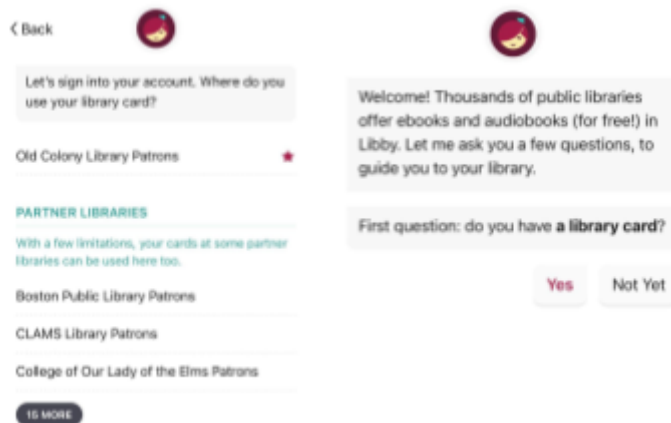 Back
Let's sign into your account. Where do you
use your library card?
Old Colony Library Patrons
PARTNER LIBRARIES
With a few limitations, your cards at some partner
libraries can be used here too.
Boston Public Library Patrons
CLAMS Library Patrons
College of Our Lady of the Elms Patrons
15 MORE
Welcome! Thousands of public libraries
offer ebooks and audiobooks (for free!) in
Libby. Let me ask you a few questions, to
guide you to your library.
First question: do you have a library card?
Yes
Not Yet